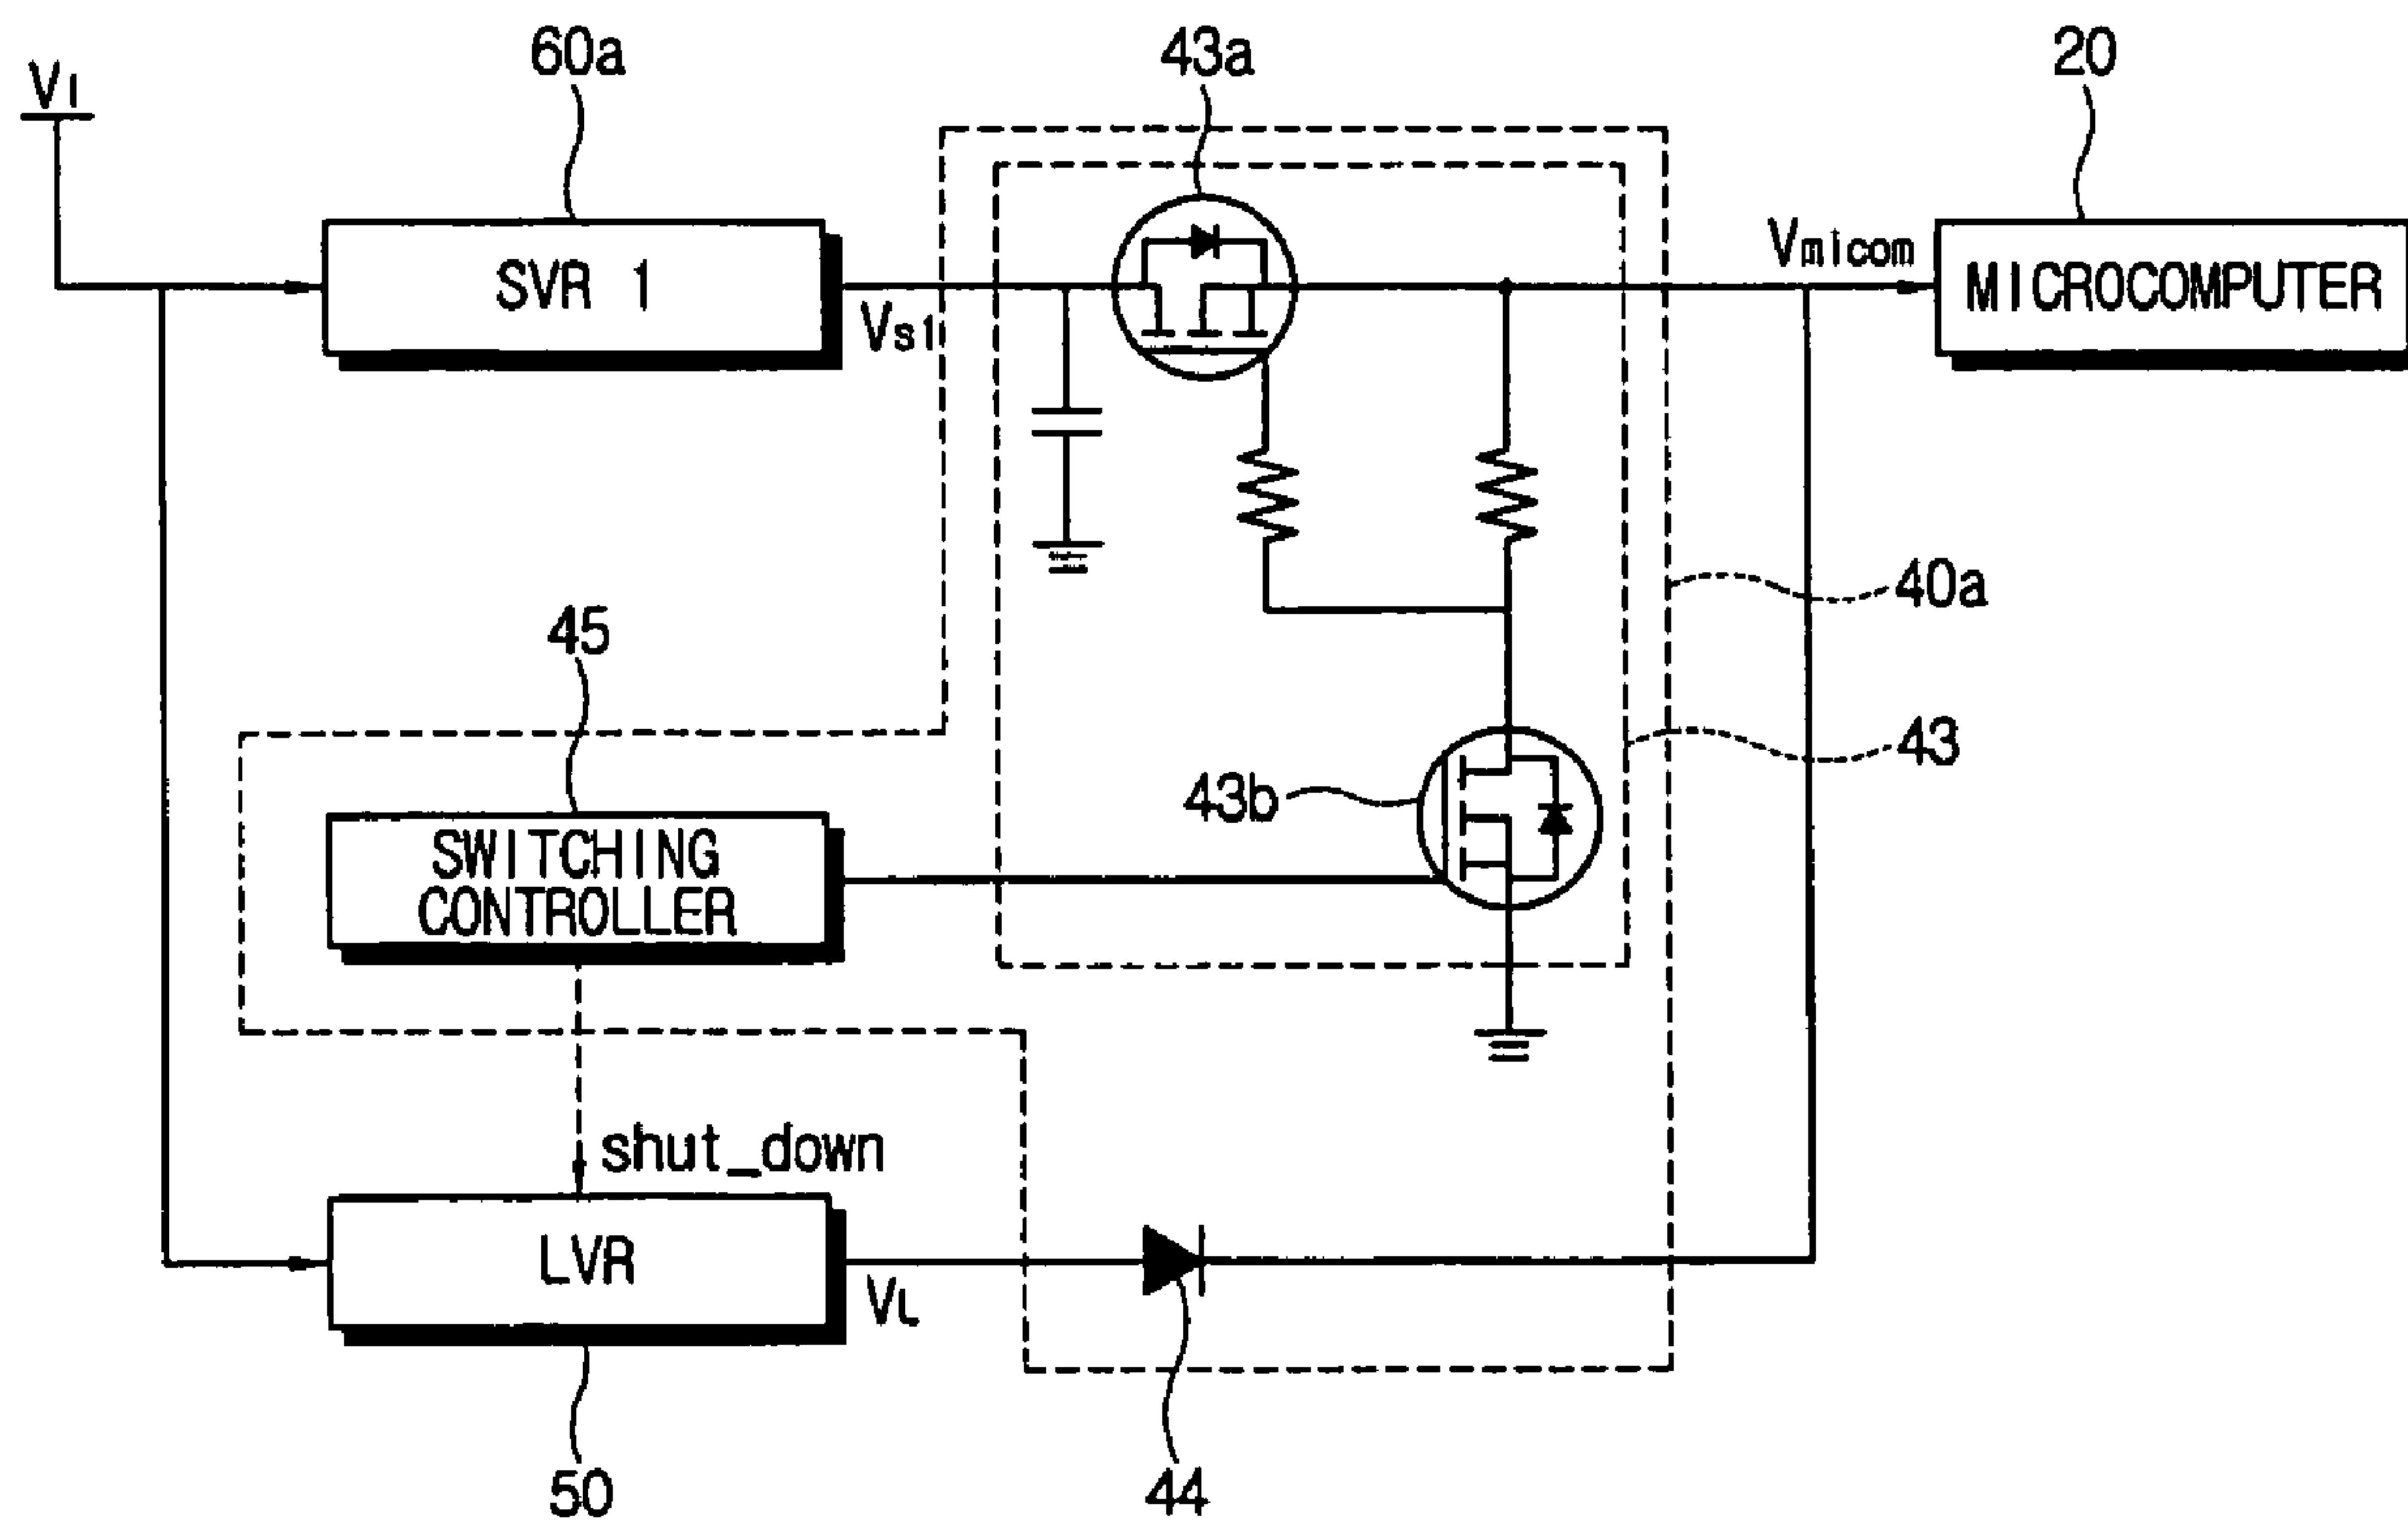 60a
43a
20
VI
SVR 1
Vs1
Vmicom
MICROCOMPUTER
40a
45
43
43b
SWITCHING
CONTROLLER
shut_down
LVR
VL
50
44